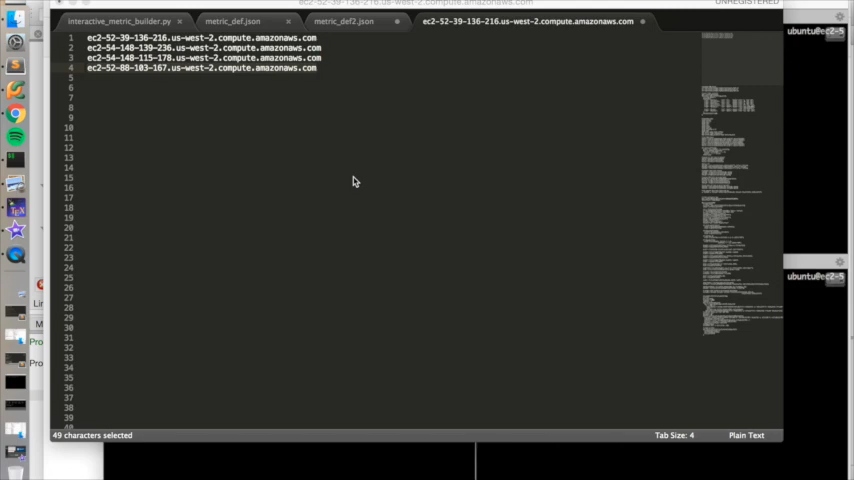 ec2-52-39-136-216.us-west-2.compute.amazonaws.com
UNREGISTERED
interactive_metric_builder.py
metric_def.json
metric_def2.json
ec2-52-39-136-216.us-west-2.compute.amazonaws.com
1 ec2-52-39-136-216.us-west-2.compute.amazonaws.com
2 ec2-54-148-139-236.us-west-2.compute.amazonaws.com
3 ec2-54-148-115-178.us-west-2.compute.amazonaws.com
4 ec2-52-88-103-167.us-west-2.compute.amazonaws.com
5
6
7
8
9
10
11
12
13
14
15
16
17
18
19
20
21
22
23
24
25
26
27
28
29
30
31
32
33
34
35
36
37
38
39
40
ubuntu@ec2-5
ubuntu@ec2-5
Lin
M
Pro
Pro
49 characters selected
Tab Size: 4
Plain Text